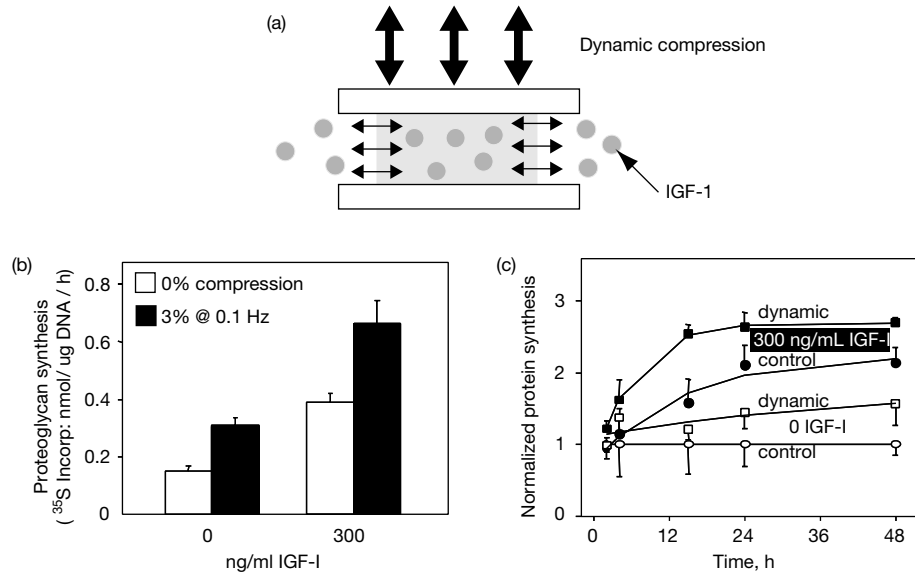 (a)
Dynamic compression
IGF-1
(b)
Proteoglycan synthesis
( ³⁵S Incorp: nmol/ ug DNA / h )
0.8
0.6
0.4
0.2
0
0% compression
3% @ 0.1 Hz
0
300
ng/ml IGF-I
(c)
Normalized protein synthesis
3
2
1
0
dynamic
300 ng/mL IGF-I
control
dynamic
0 IGF-I
control
0
12
24
36
48
Time, h